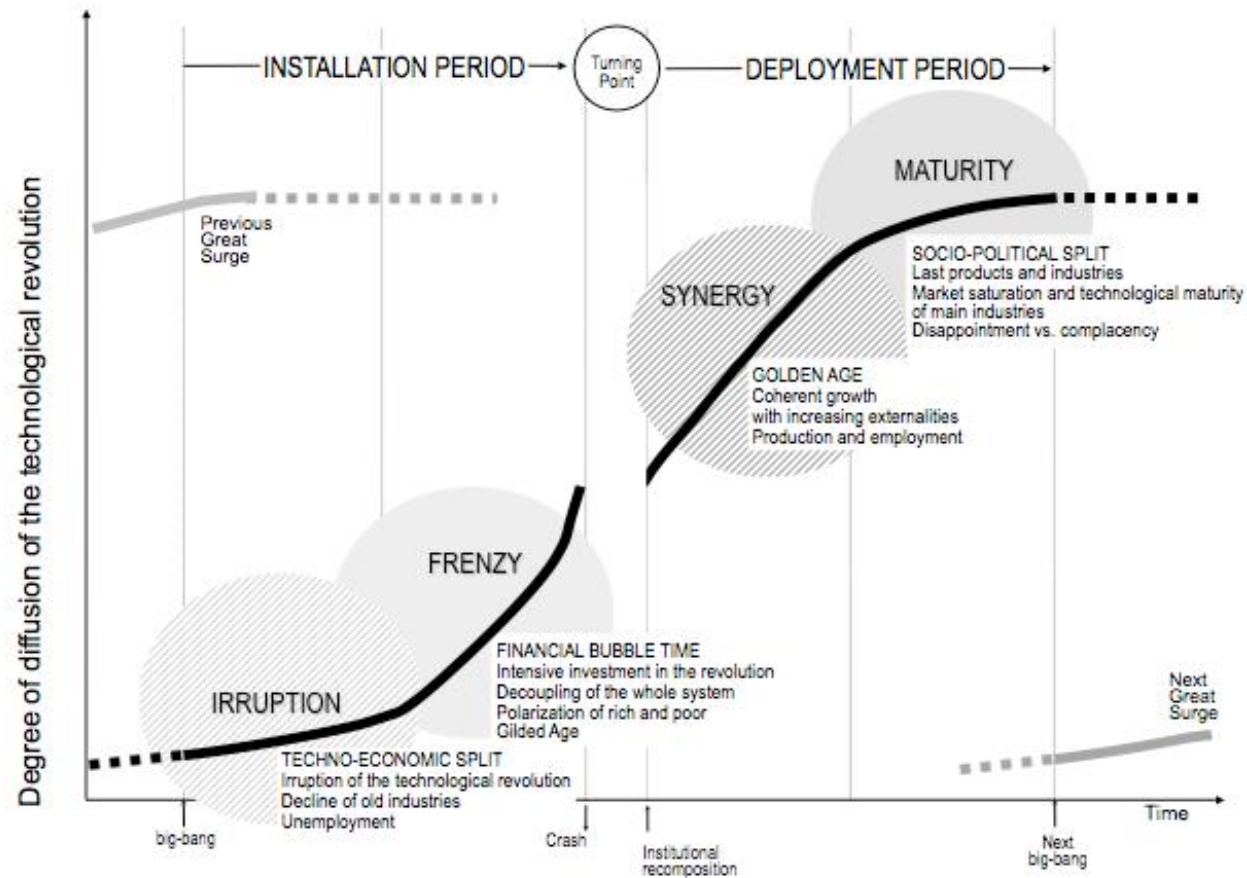 Degree of diffusion of the technological revolution
INSTALLATION PERIOD
Turning
Point
DEPLOYMENT PERIOD
Previous
Great
Surge
MATURITY
SOCIO-POLITICAL SPLIT
Last products and industries
Market saturation and technological maturity
of main industries
Disappointment vs. complacency
SYNERGY
GOLDEN AGE
Coherent growth
with increasing externalities
Production and employment
FRENZY
FINANCIAL BUBBLE TIME
Intensive investment in the revolution
Decoupling of the whole system
Polarization of rich and poor
Gilded Age
IRRUPTION
TECHNO-ECONOMIC SPLIT
Irruption of the technological revolution
Decline of old industries
Unemployment
Next
Great
Surge
Time
big-bang
Crash
Institutional
recomposition
Next
big-bang